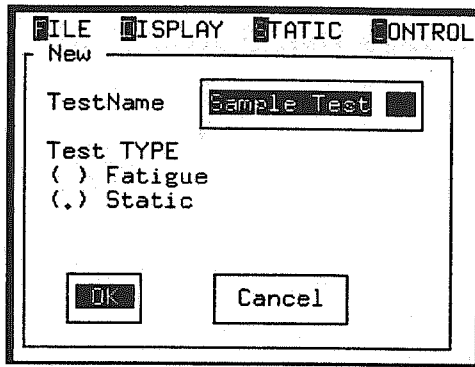 FILE DISPLAY STATIC CONTROL
New
TestName Sample Test
Test TYPE
( ) Fatigue
(.) Static
OK Cancel